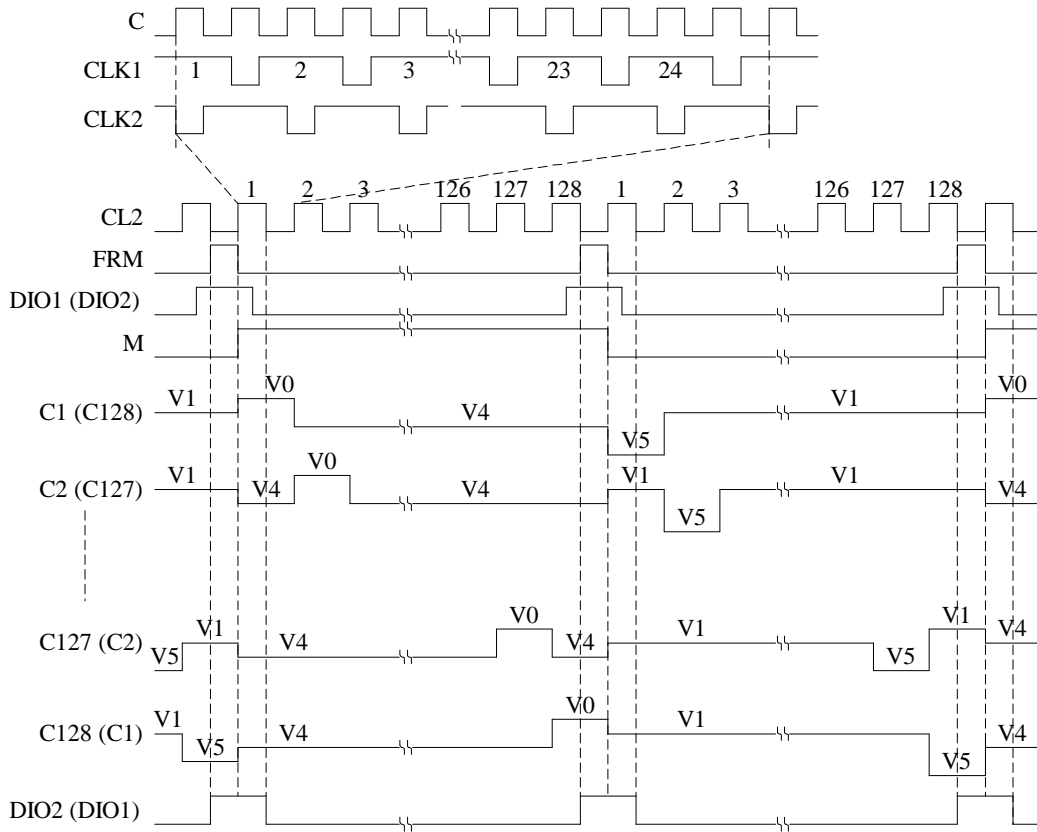 C
CLK1 1 2 3 23 24
CLK2
1 2 3 126 127 128 1 2 3 126 127 128
CL2
FRM
DIO1 (DIO2)
M
V1 V0 V4 V1 V0
C1 (C128)
V5
V1 V0 V1 V1
C2 (C127) V4 V4 V4
V5
C127 (C2) V1 V4 V0 V4 V1 V1 V4
V5 V5
V1 V0
C128 (C1) V4 V1 V4
V5 V5
DIO2 (DIO1)